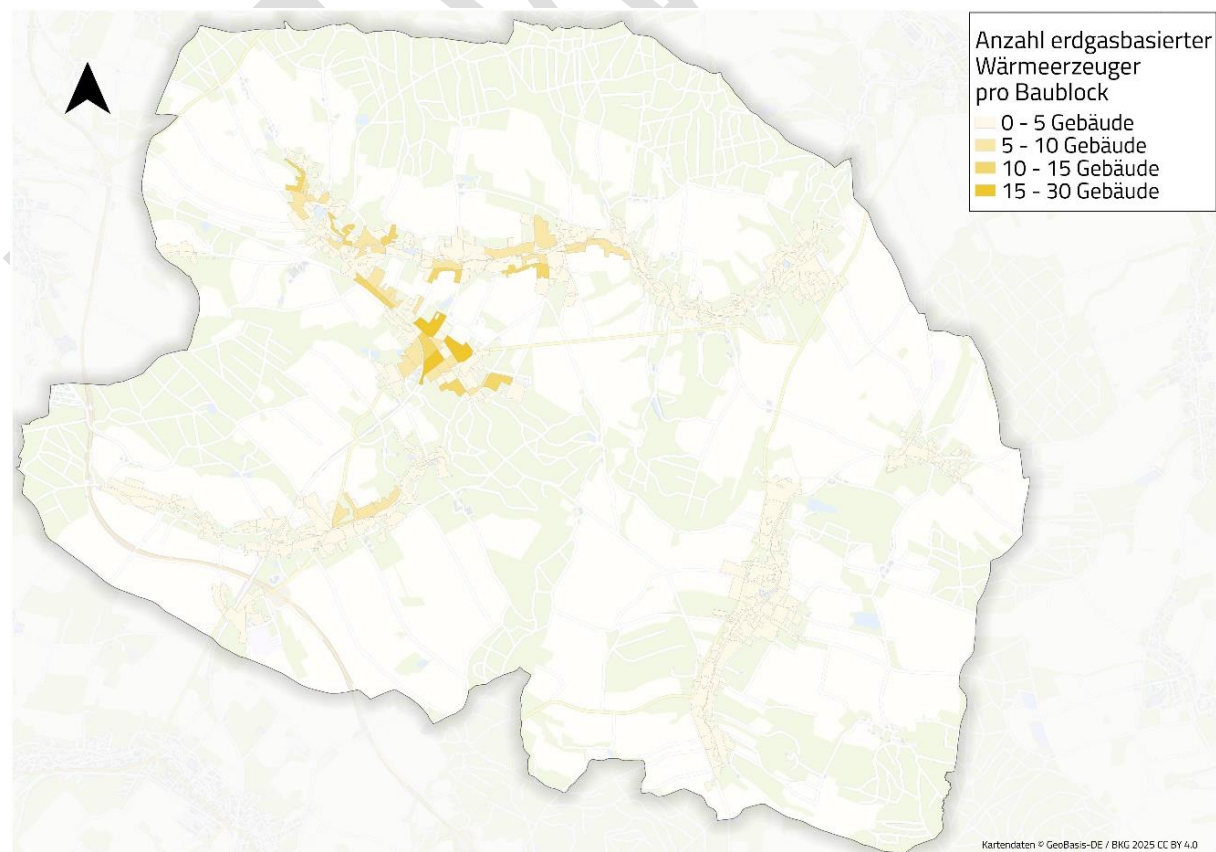 Anzahl erdgasbasierter
Wärmeerzeuger
pro Baublock
0 - 5 Gebäude
5 - 10 Gebäude
10 - 15 Gebäude
15 - 30 Gebäude
Kartendaten © GeoBasis-DE / BKG 2025 CC BY 4.0